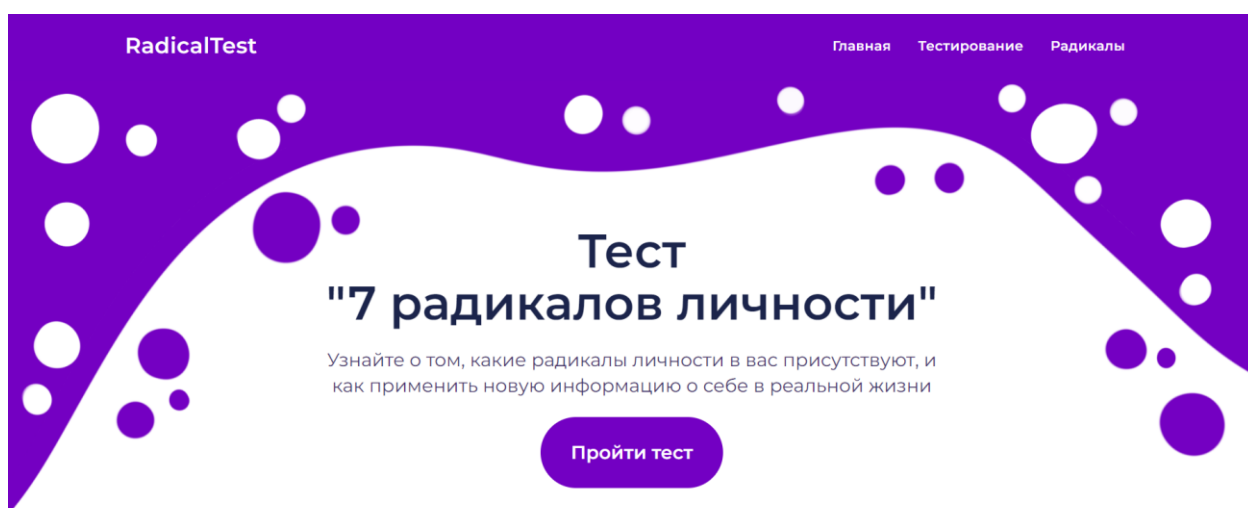 RadicalTest
Главная Тестирование Радикалы
Тест
"7 радикалов личности"
Узнайте о том, какие радикалы личности в вас присутствуют, и
как применить новую информацию о себе в реальной жизни
Пройти тест